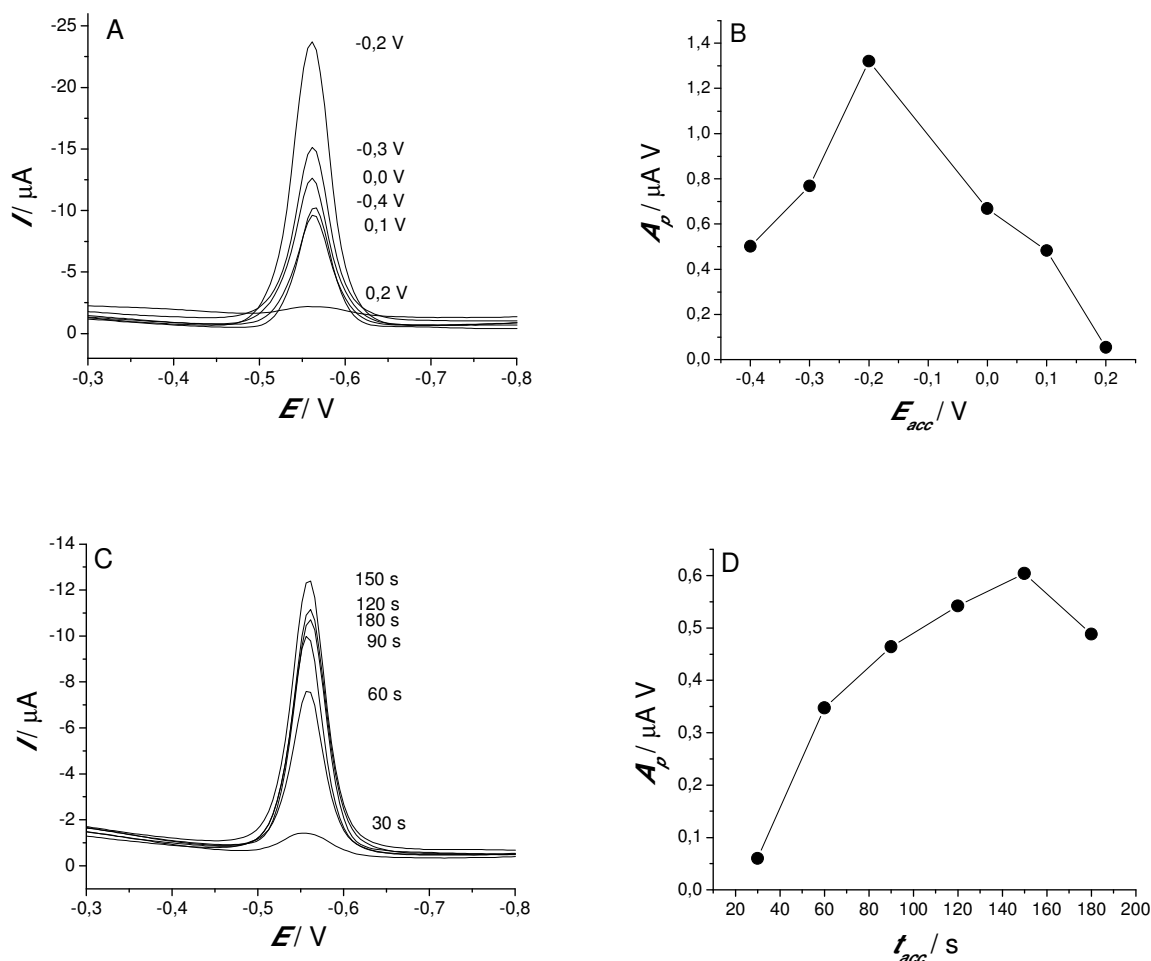 A
-25
-20
-15
-10
-5
0
I / µA
-0,2 V
-0,3 V
0,0 V
-0,4 V
0,1 V
0,2 V
-0,3 -0,4 -0,5 -0,6 -0,7 -0,8
E / V
B
1,4
1,2
1,0
0,8
0,6
0,4
0,2
0,0
A_p / µA V
-0,4 -0,3 -0,2 -0,1 0,0 0,1 0,2
E_acc / V
C
-14
-12
-10
-8
-6
-4
-2
0
I / µA
150 s
120 s
180 s
90 s
60 s
30 s
-0,3 -0,4 -0,5 -0,6 -0,7 -0,8
E / V
D
0,6
0,5
0,4
0,3
0,2
0,1
0,0
A_p / µA V
20 40 60 80 100 120 140 160 180 200
t_acc / s